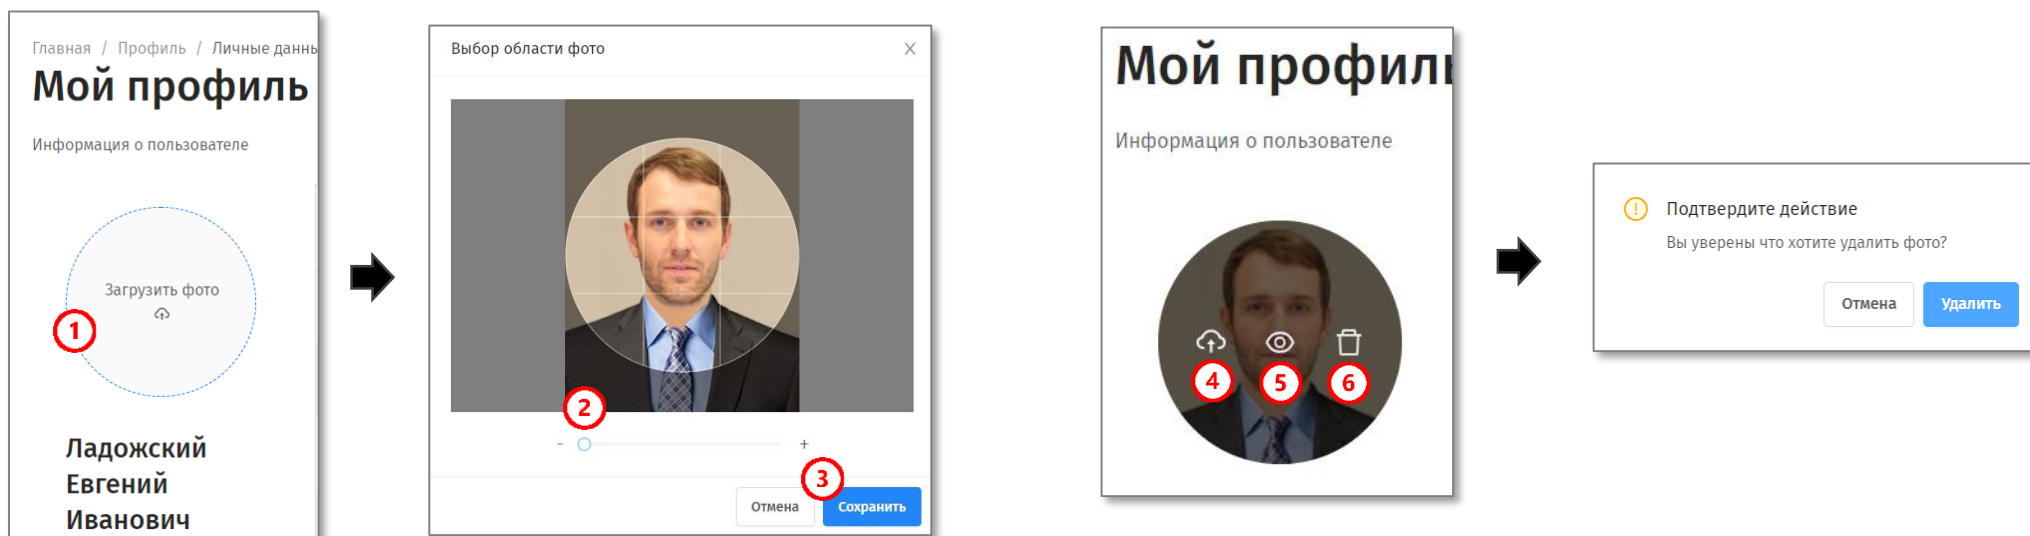 Главная / Профиль / Личные данны
Мой профиль
Информация о пользователе
Загрузить фото
1
Ладожский
Евгений
Иванович
Выбор области фото
2
- +
3
Отмена Сохранить
Мой профиль
Информация о пользователе
4 5 6
Подтвердите действие
Вы уверены что хотите удалить фото?
Отмена Удалить